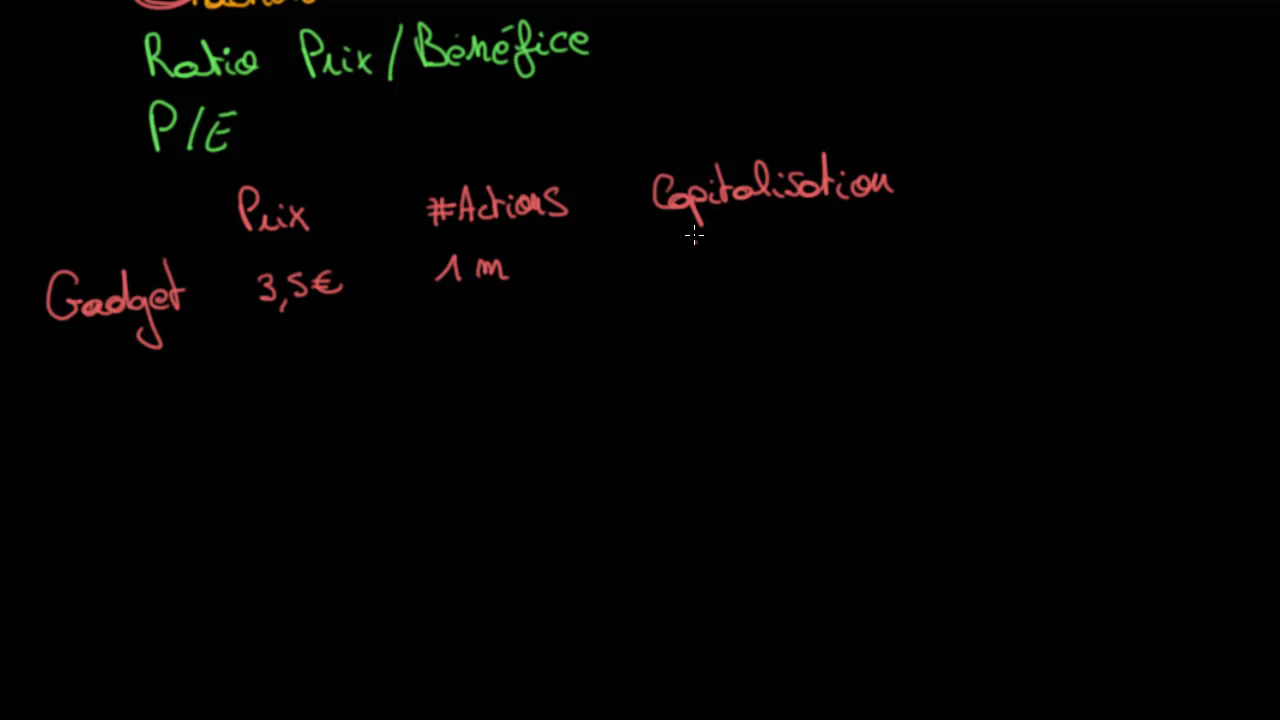 Ratio Prix/Bénéfice
P/E
Prix #Actions Capitalisation
Gadget 3,5€ 1 m